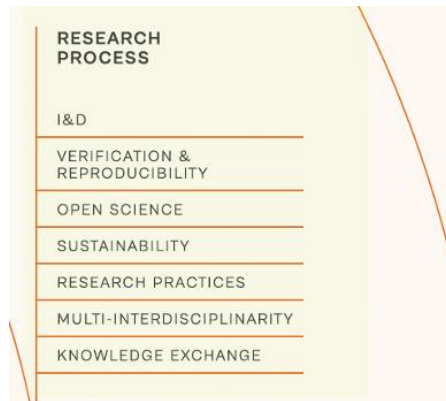 RESEARCH
PROCESS
I&D
VERIFICATION &
REPRODUCIBILITY
OPEN SCIENCE
SUSTAINABILITY
RESEARCH PRACTICES
MULTI-INTERDISCIPLINARITY
KNOWLEDGE EXCHANGE